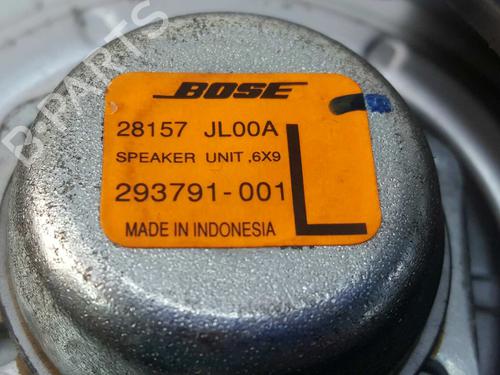 BOSE
28157 JL00A
SPEAKER UNIT ,6X9
293791-001
L
MADE IN INDONESIA
B-PARTS